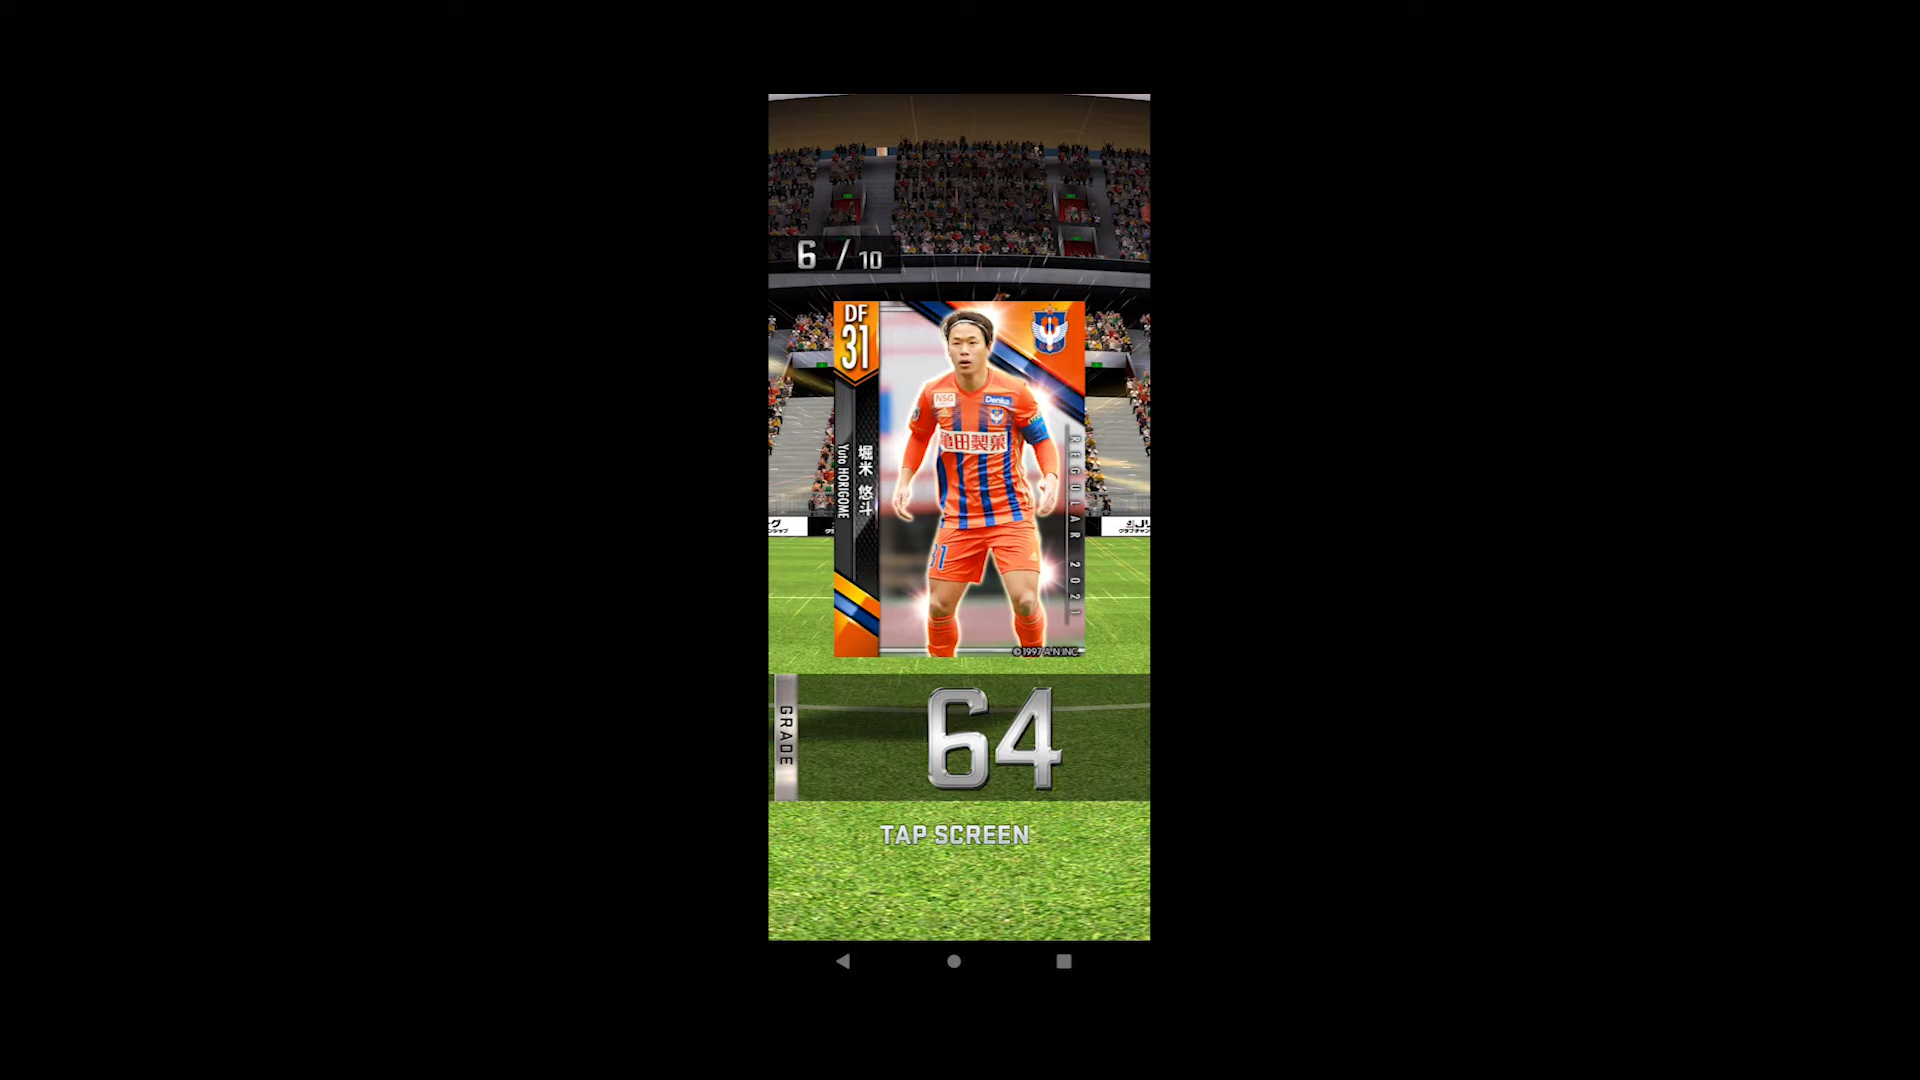 6 / 10
DF
31
堀米 悠斗
Yuto HORIGOME
NSG
Denka
亀田製菓
31
REGULAR 2021
©1997 A.N.INC.
GRADE
64
TAP SCREEN